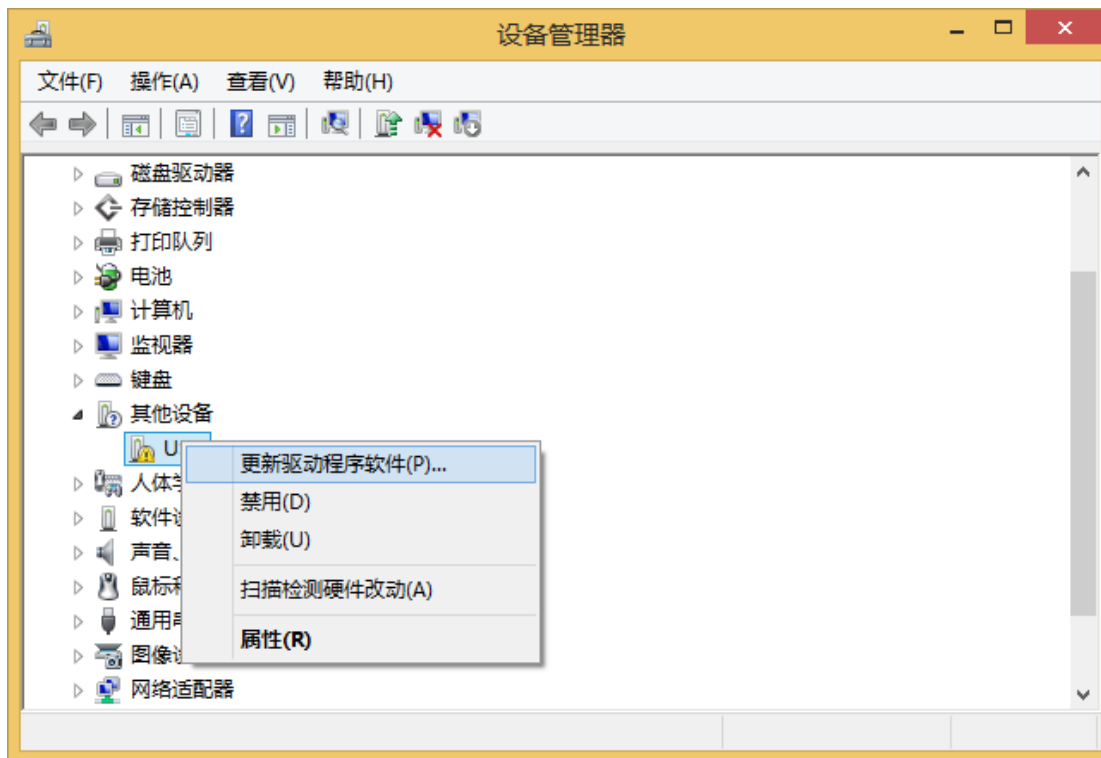 设备管理器
文件(F) 操作(A) 查看(V) 帮助(H)
磁盘驱动器
存储控制器
打印队列
电池
计算机
监视器
键盘
其他设备
更新驱动程序软件(P)...
人体
禁用(D)
软件
卸载(U)
声音、
鼠标
扫描检测硬件改动(A)
通用
属性(R)
图像
网络适配器